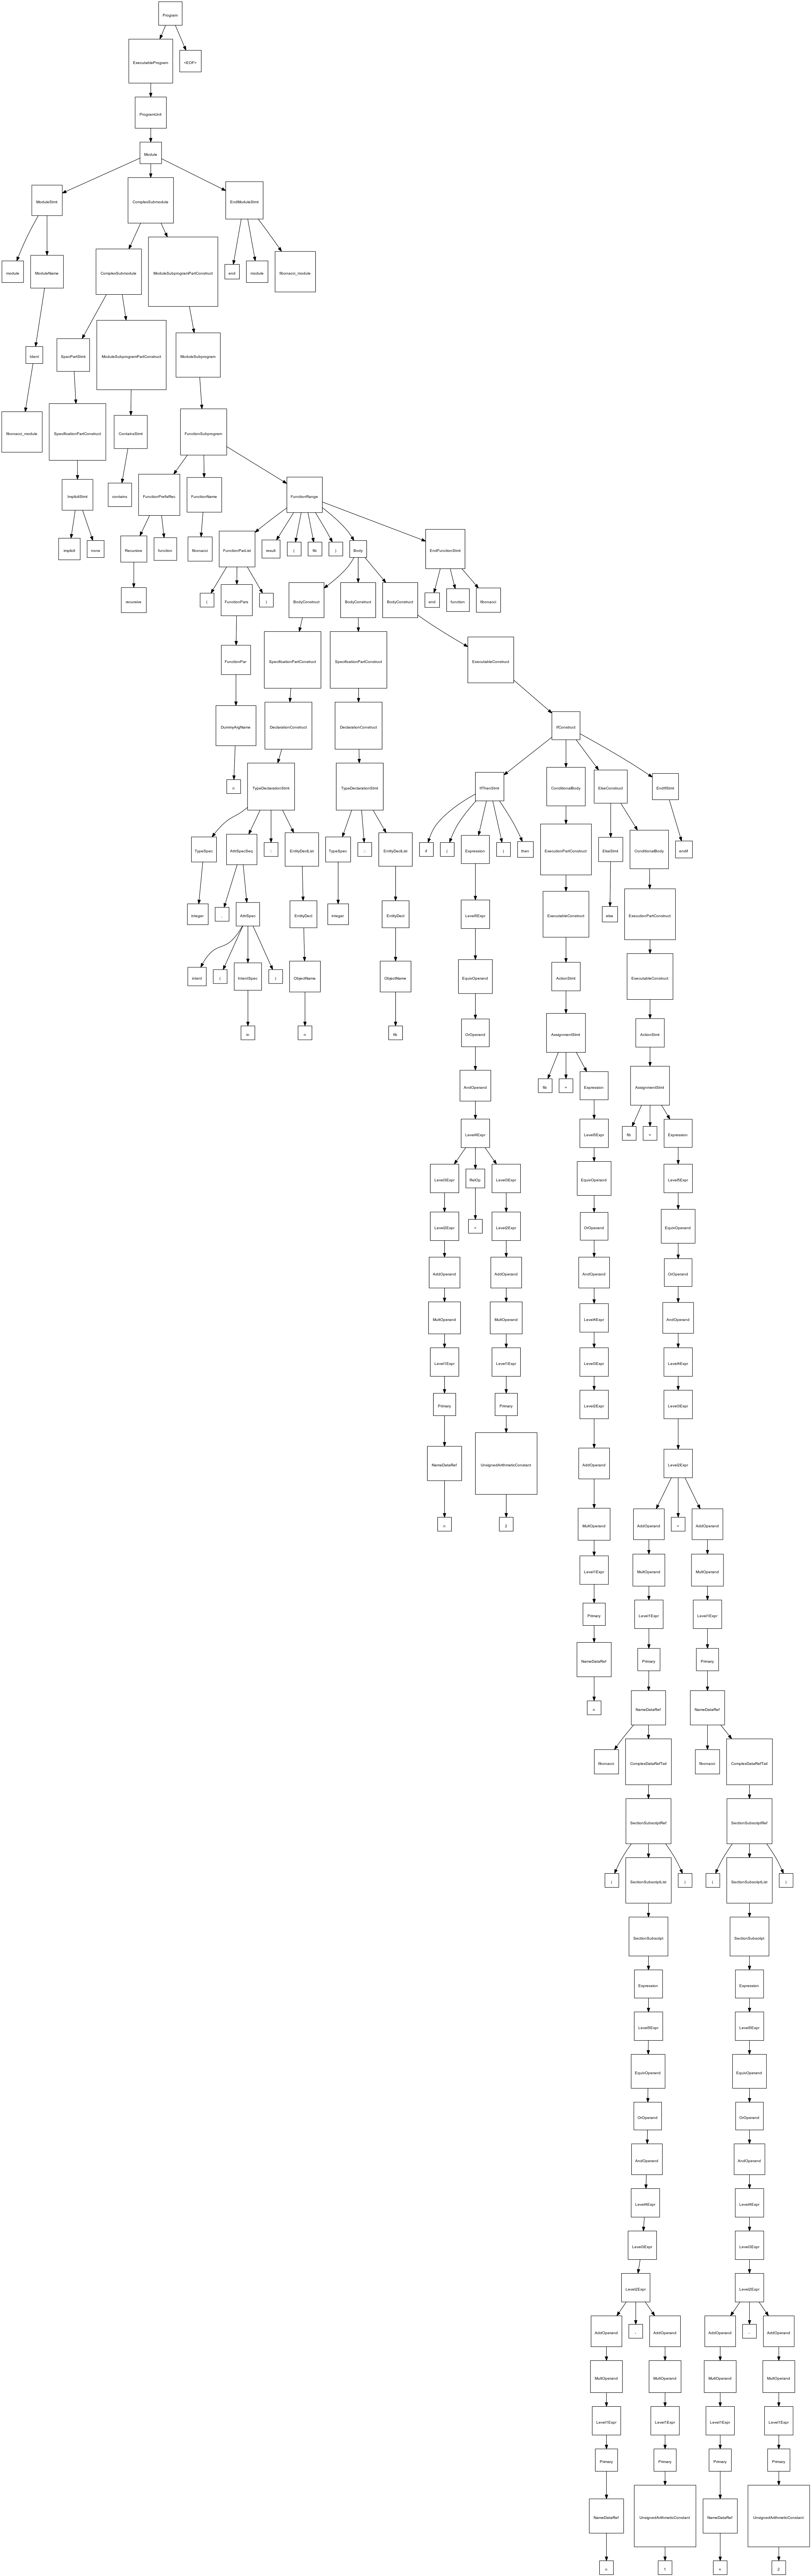 Program
ExecutableProgram
<EOF>
ProgramUnit
Module
ModuleStmt
ComplexSubmodule
EndModuleStmt
module
ModuleName
ComplexSubmodule
ModuleSubprogramPartConstruct
end
module
fibonacci_module
Ident
SpecPartStmt
ModuleSubprogramPartConstruct
ModuleSubprogram
fibonacci_module
SpecificationPartConstruct
ContainsStmt
FunctionSubprogram
ImplicitStmt
contains
FunctionPrefixRec
FunctionName
FunctionRange
implicit
none
Recursive
function
fibonacci
FunctionParList
result
(
fib
)
Body
EndFunctionStmt
recursive
(
FunctionPars
)
BodyConstruct
BodyConstruct
BodyConstruct
end
function
fibonacci
FunctionPar
SpecificationPartConstruct
SpecificationPartConstruct
ExecutableConstruct
DummyArgName
DeclarationConstruct
DeclarationConstruct
IfConstruct
n
TypeDeclarationStmt
TypeDeclarationStmt
IfThenStmt
ConditionalBody
ElseConstruct
EndIfStmt
TypeSpec
AttrSpecSeq
:
EntityDeclList
TypeSpec
:
EntityDeclList
if
(
Expression
)
then
ExecutionPartConstruct
ElseStmt
ConditionalBody
endif
integer
,
AttrSpec
EntityDecl
integer
EntityDecl
Level5Expr
ExecutableConstruct
else
ExecutionPartConstruct
intent
(
IntentSpec
)
ObjectName
ObjectName
EquivOperand
ActionStmt
ExecutableConstruct
in
n
fib
OrOperand
AssignmentStmt
ActionStmt
AndOperand
fib
=
Expression
AssignmentStmt
Level4Expr
Level5Expr
fib
=
Expression
Level3Expr
RelOp
Level3Expr
EquivOperand
Level5Expr
Level2Expr
<
Level2Expr
OrOperand
EquivOperand
AddOperand
AddOperand
AndOperand
OrOperand
MultOperand
MultOperand
Level4Expr
AndOperand
Level1Expr
Level1Expr
Level3Expr
Level4Expr
Primary
Primary
Level2Expr
Level3Expr
NameDataRef
UnsignedArithmeticConstant
AddOperand
Level2Expr
n
2
MultOperand
AddOperand
+
AddOperand
Level1Expr
MultOperand
MultOperand
Primary
Level1Expr
Level1Expr
NameDataRef
Primary
Primary
n
NameDataRef
NameDataRef
fibonacci
ComplexDataRefTail
fibonacci
ComplexDataRefTail
SectionSubscriptRef
SectionSubscriptRef
(
SectionSubscriptList
)
(
SectionSubscriptList
)
SectionSubscript
SectionSubscript
Expression
Expression
Level5Expr
Level5Expr
EquivOperand
EquivOperand
OrOperand
OrOperand
AndOperand
AndOperand
Level4Expr
Level4Expr
Level3Expr
Level3Expr
Level2Expr
Level2Expr
AddOperand
-
AddOperand
AddOperand
-
AddOperand
MultOperand
MultOperand
MultOperand
MultOperand
Level1Expr
Level1Expr
Level1Expr
Level1Expr
Primary
Primary
Primary
Primary
NameDataRef
UnsignedArithmeticConstant
NameDataRef
UnsignedArithmeticConstant
n
1
n
2